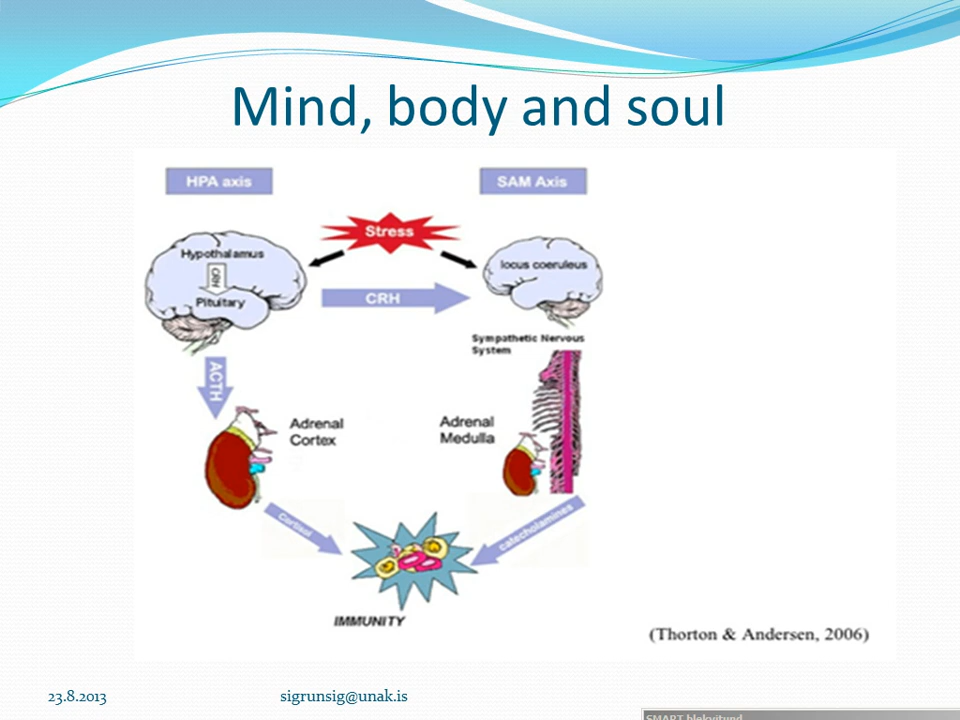 Mind, body and soul
HPA axis
SAM Axis
Stress
Hypothalamus
CRH
Pituitary
locus coeruleus
CRH
Sympathetic Nervous
System
ACTH
Adrenal
Cortex
Adrenal
Medulla
Cortisol
catecholamines
IMMUNITY
(Thorton & Andersen, 2006)
23.8.2013
sigrunsig@unak.is